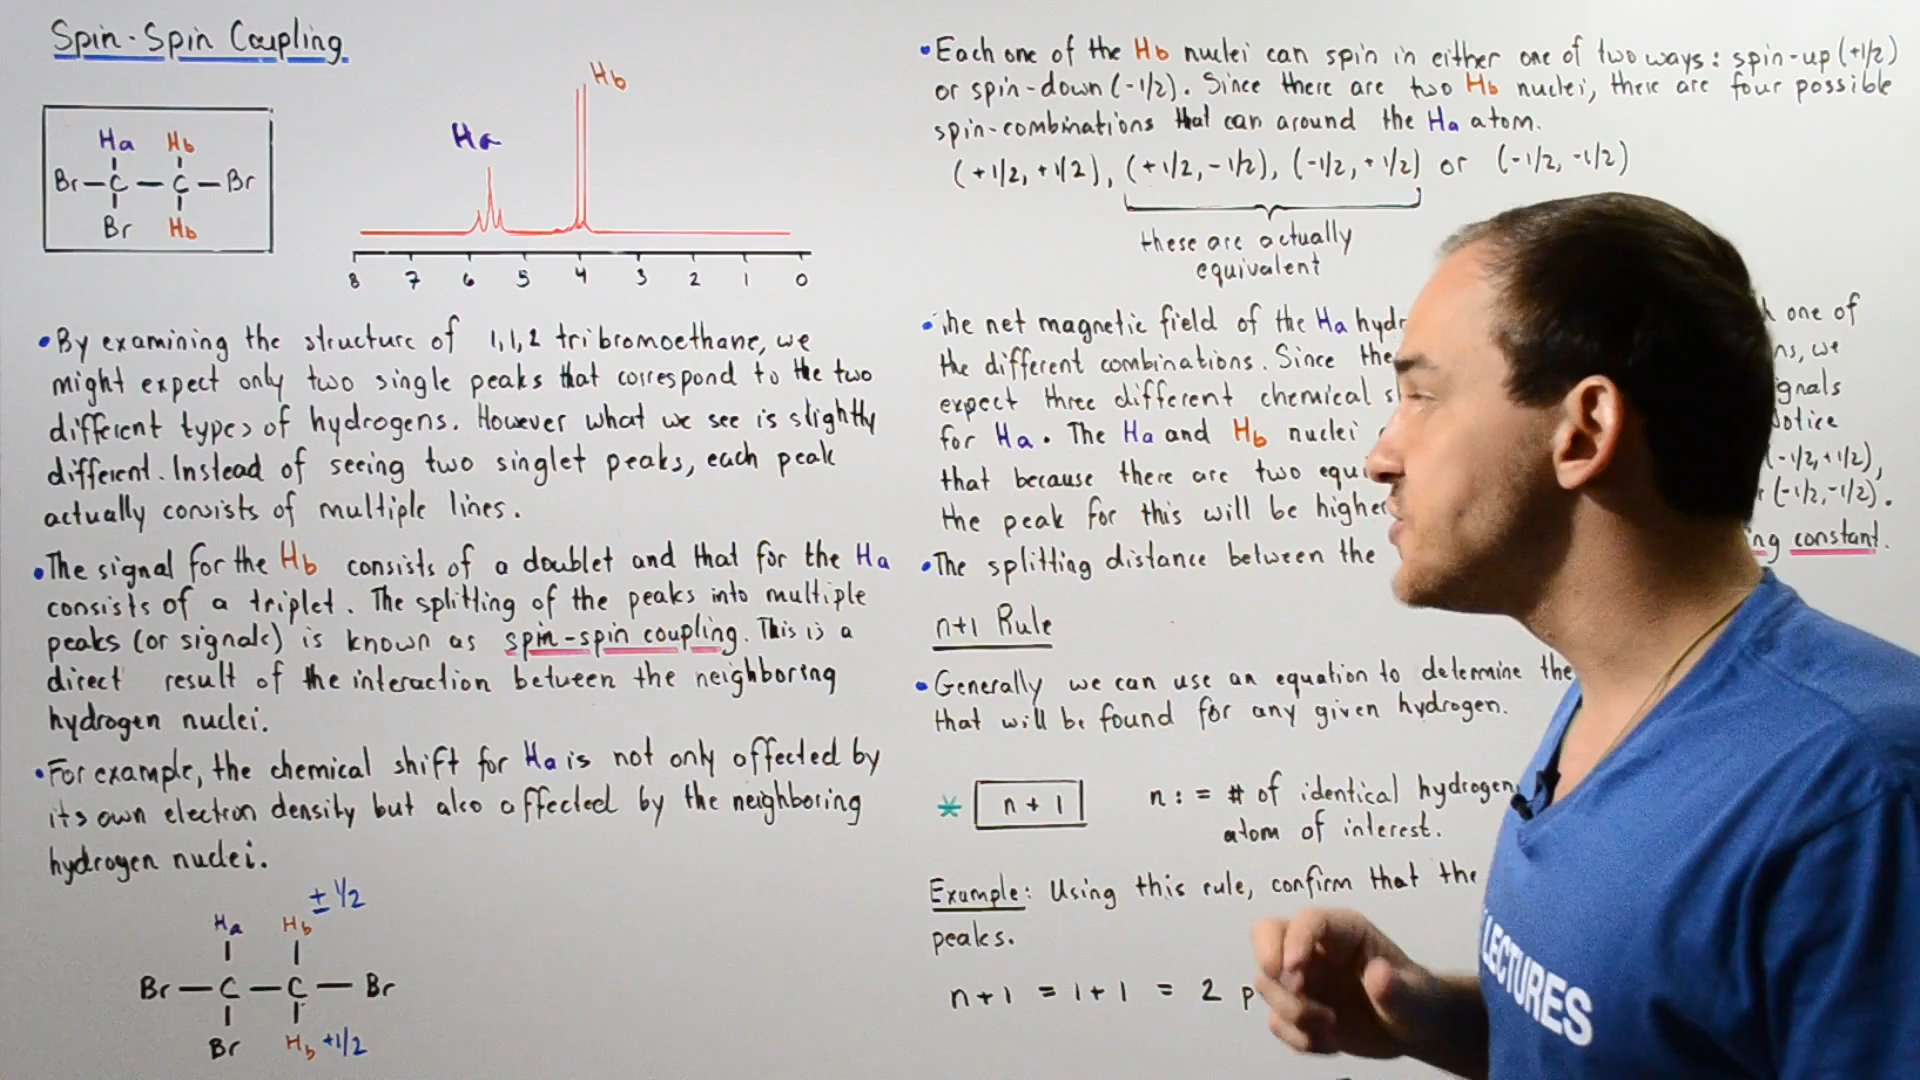 Spin-Spin Coupling
Ha Hb
Br-C-C-Br
Br Hb
Ha
Hb
8 7 6 5 4 3 2 1 0
• By examining the structure of 1,1,2 tribromoethane, we
might expect only two single peaks that correspond to the two
different types of hydrogens. However what we see is slightly
different. Instead of seeing two singlet peaks, each peak
actually consists of multiple lines.
• The signal for the Hb consists of a doublet and that for the Ha
consists of a triplet. The splitting of the peaks into multiple
peaks (or signals) is known as spin-spin coupling. This is a
direct result of the interaction between the neighboring
hydrogen nuclei.
• For example, the chemical shift for Ha is not only affected by
its own electron density but also affected by the neighboring
hydrogen nuclei.
± 1/2
Ha Hb
Br-C-C-Br
Br Hb +1/2
• Each one of the Hb nuclei can spin in either one of two ways: spin-up (+1/2)
or spin-down (-1/2). Since there are two Hb nuclei, there are four possible
spin-combinations that can around the Ha atom.
(+1/2, +1/2), (+1/2, -1/2), (-1/2, +1/2) or (-1/2, -1/2)
these are actually
equivalent
• The net magnetic field of the Ha one of
the different combinations. Since we
expect three different chemical
for Ha. The Ha and Hb nuclei
that because there are two (-1/2, +1/2),
the peak for this will be (-1/2, -1/2).
• The splitting distance between the constant.
n+1 Rule
• Generally we can use an equation to determine the
that will be found for any given hydrogen.
* n + 1 n: = # of identical hydrogen
atom of interest.
Example: Using this rule, confirm that the
peaks.
n+1 = 1+1 = 2 p
LECTURES